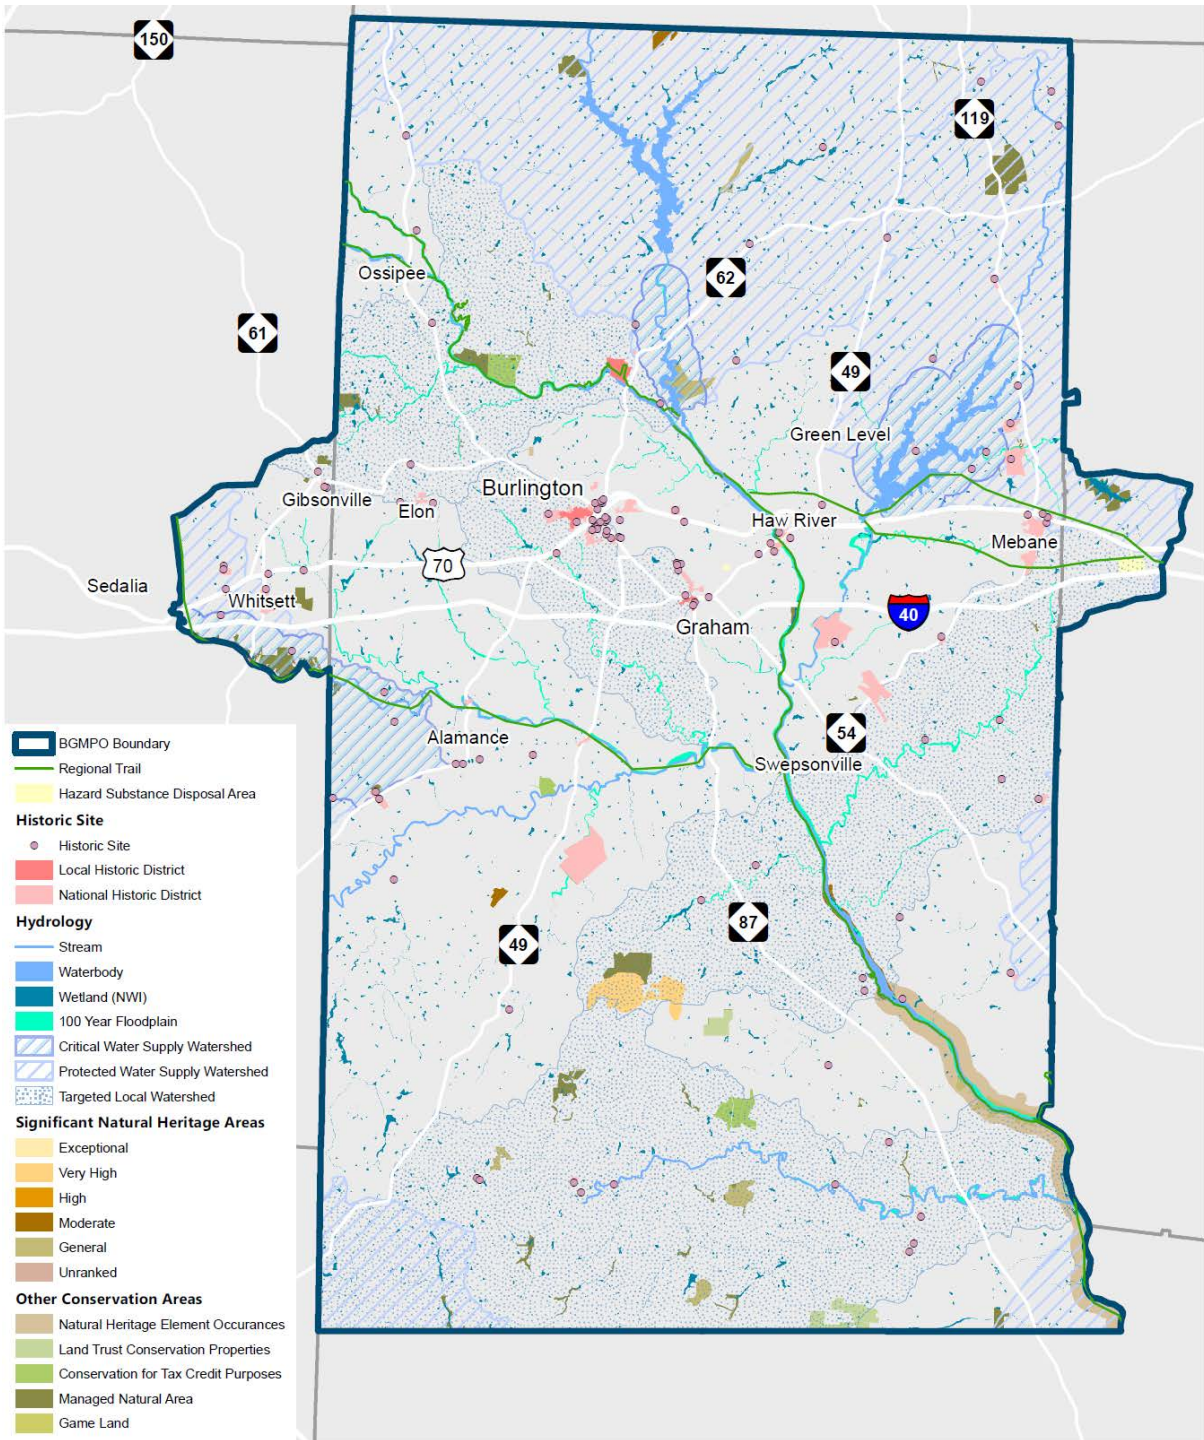 150
119
Ossipee
62
61
49
Green Level
Burlington
Gibsonville
Elon
Haw River
Mebane
70
Sedalia
Whitsett
40
Graham
54
Alamance
Swepsonville
87
49
BGMPO Boundary
Regional Trail
Hazard Substance Disposal Area
Historic Site
Historic Site
Local Historic District
National Historic District
Hydrology
Stream
Waterbody
Wetland (NWI)
100 Year Floodplain
Critical Water Supply Watershed
Protected Water Supply Watershed
Targeted Local Watershed
Significant Natural Heritage Areas
Exceptional
Very High
High
Moderate
General
Unranked
Other Conservation Areas
Natural Heritage Element Occurances
Land Trust Conservation Properties
Conservation for Tax Credit Purposes
Managed Natural Area
Game Land